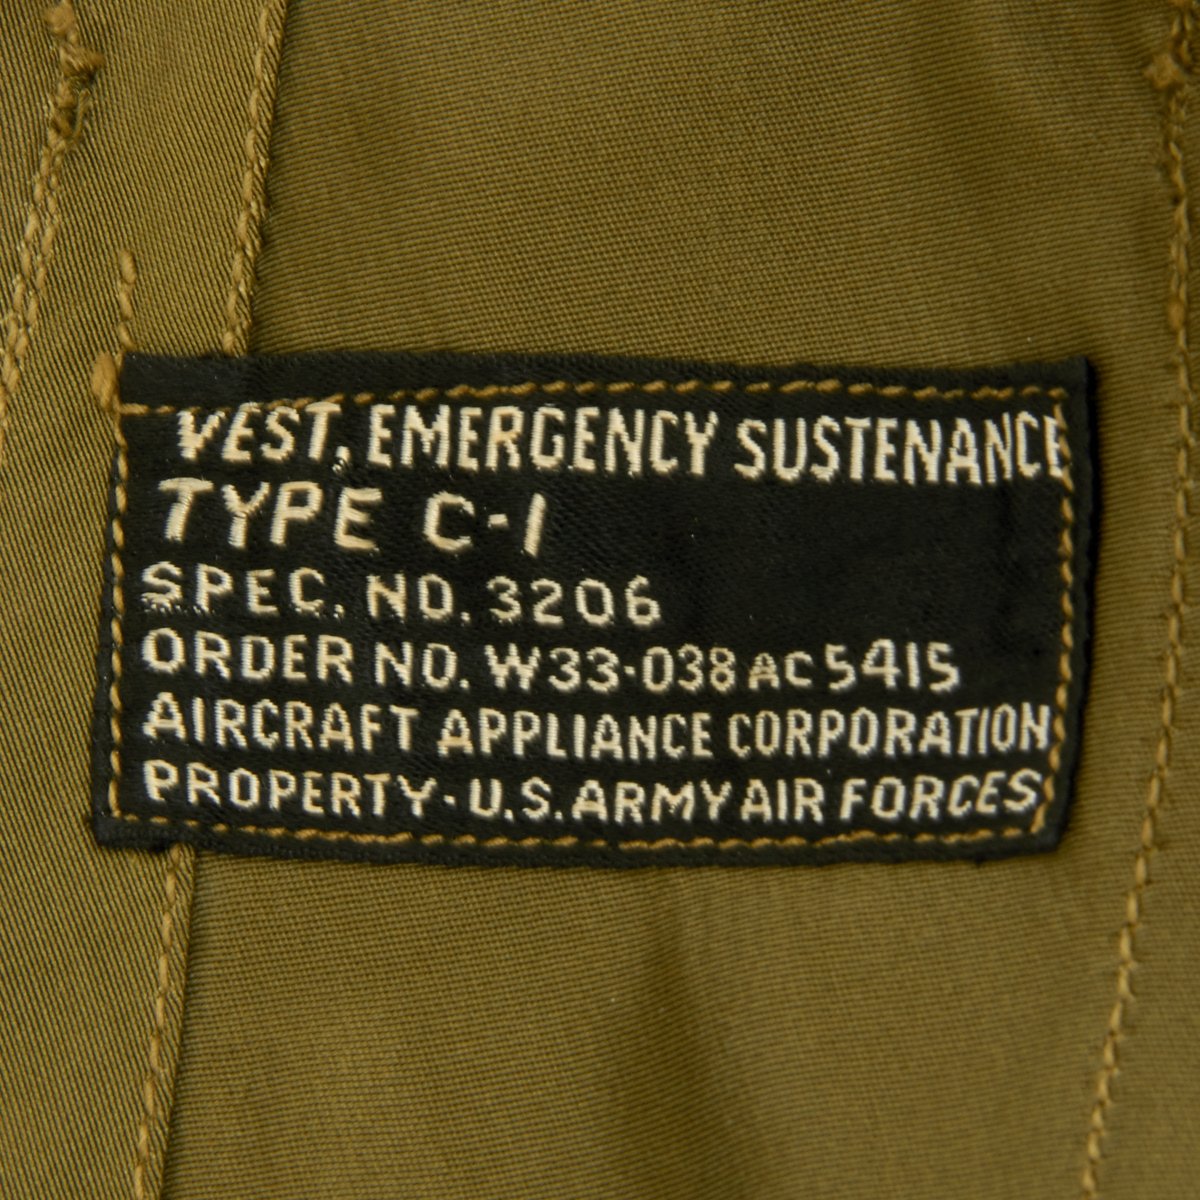 VEST, EMERGENCY SUSTENANCE
TYPE C-1
SPEC. NO. 3206
ORDER NO. W33-038 AC 5415
AIRCRAFT APPLIANCE CORPORATION
PROPERTY-U.S. ARMY AIR FORCES